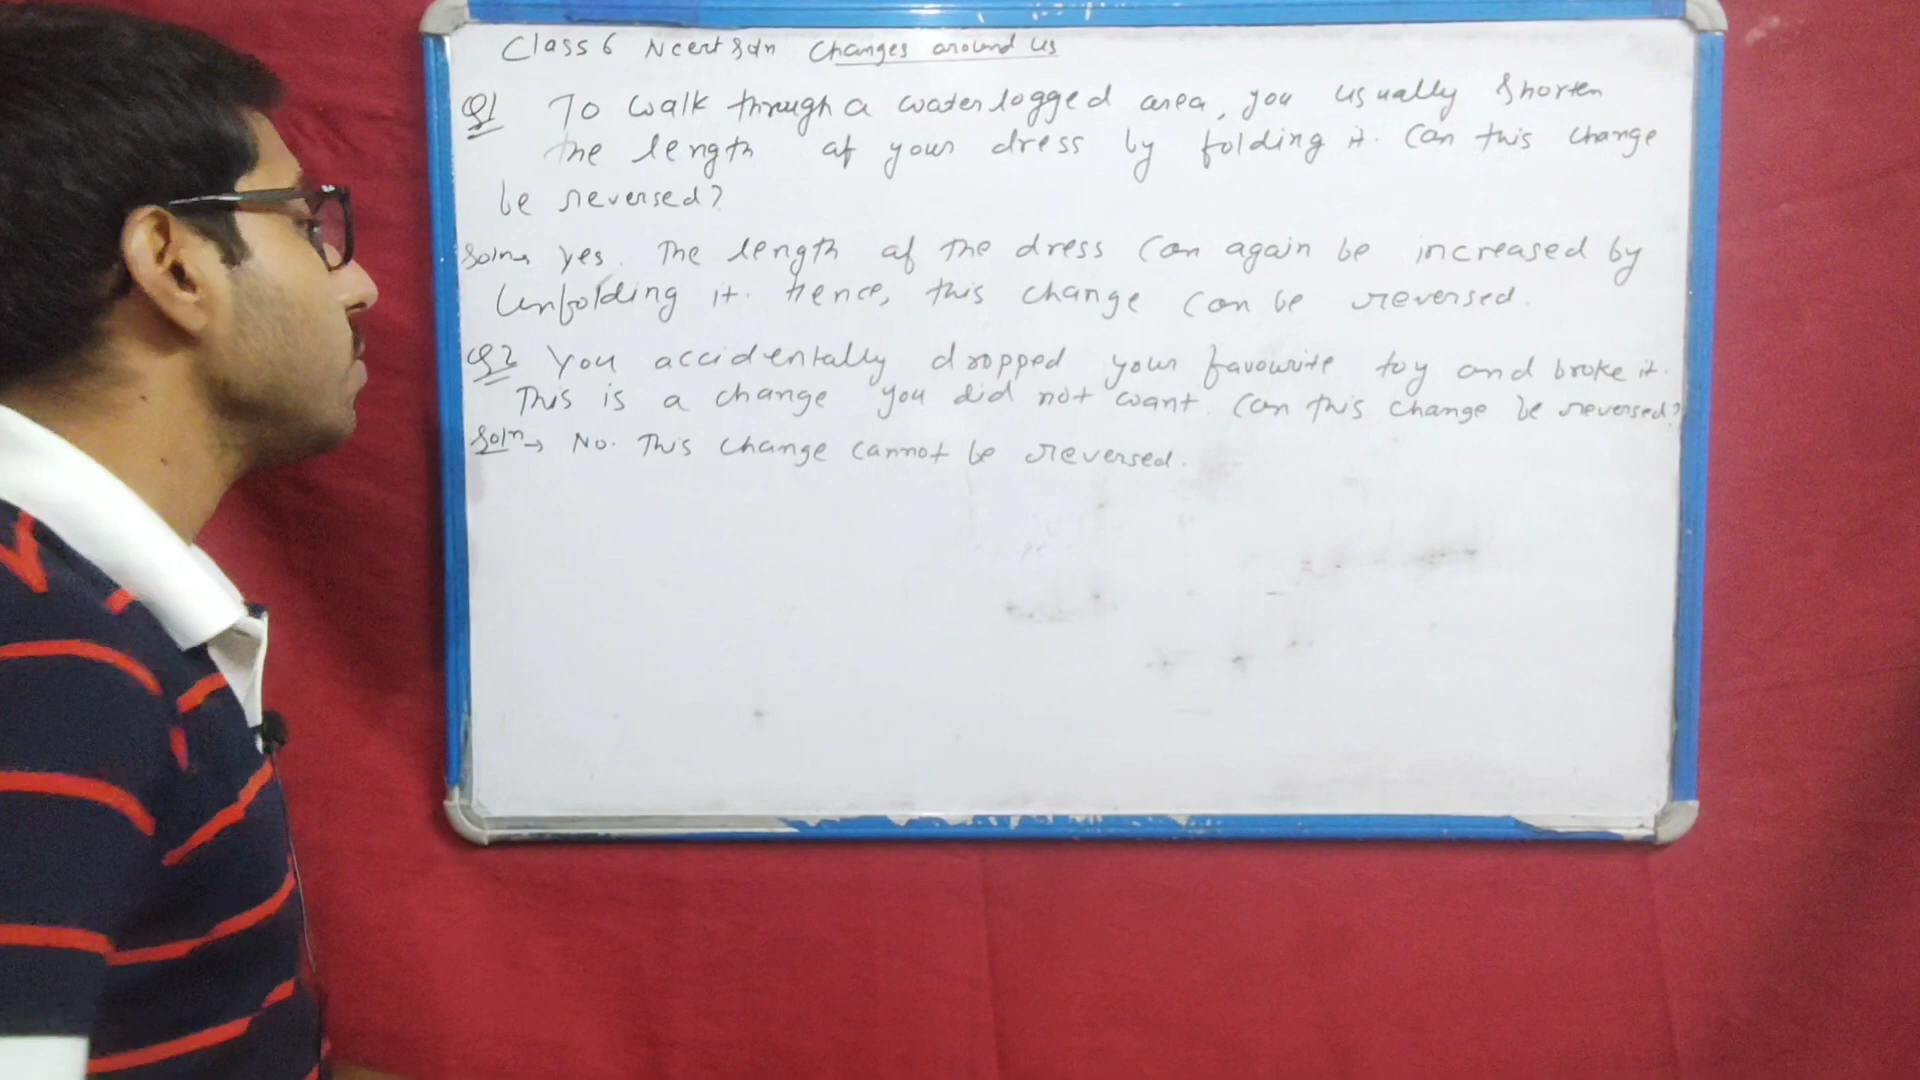 Class 6 Ncert soln Changes around us
Q1 To walk through a water logged area, you usually shorten
the length of your dress by folding it. Can this change
be reversed?
Soln→ Yes. The length of the dress can again be increased by
unfolding it. Hence, this change can be reversed.
Q2 You accidentally dropped your favourite toy and broke it.
This is a change you did not want. Can this change be reversed?
Soln→ No. This change cannot be reversed.